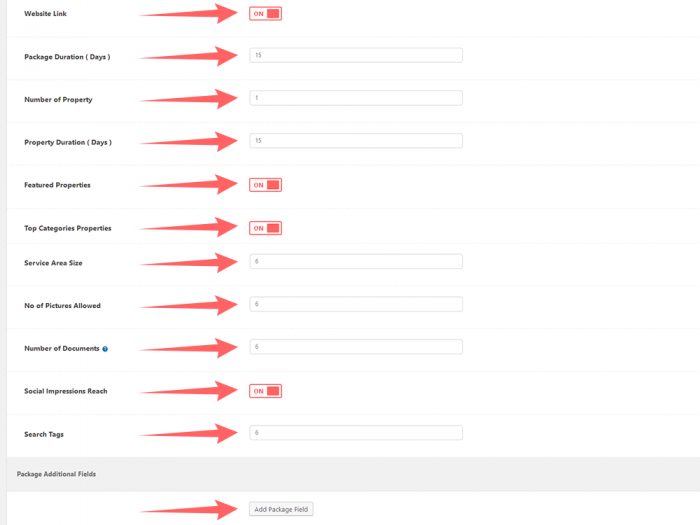 Website Link
ON
Package Duration ( Days )
15
Number of Property
1
Property Duration ( Days )
15
Featured Properties
ON
Top Categories Properties
ON
Service Area Size
6
No of Pictures Allowed
6
Number of Documents ?
6
Social Impressions Reach
ON
Search Tags
6
Package Additional Fields
Add Package Field